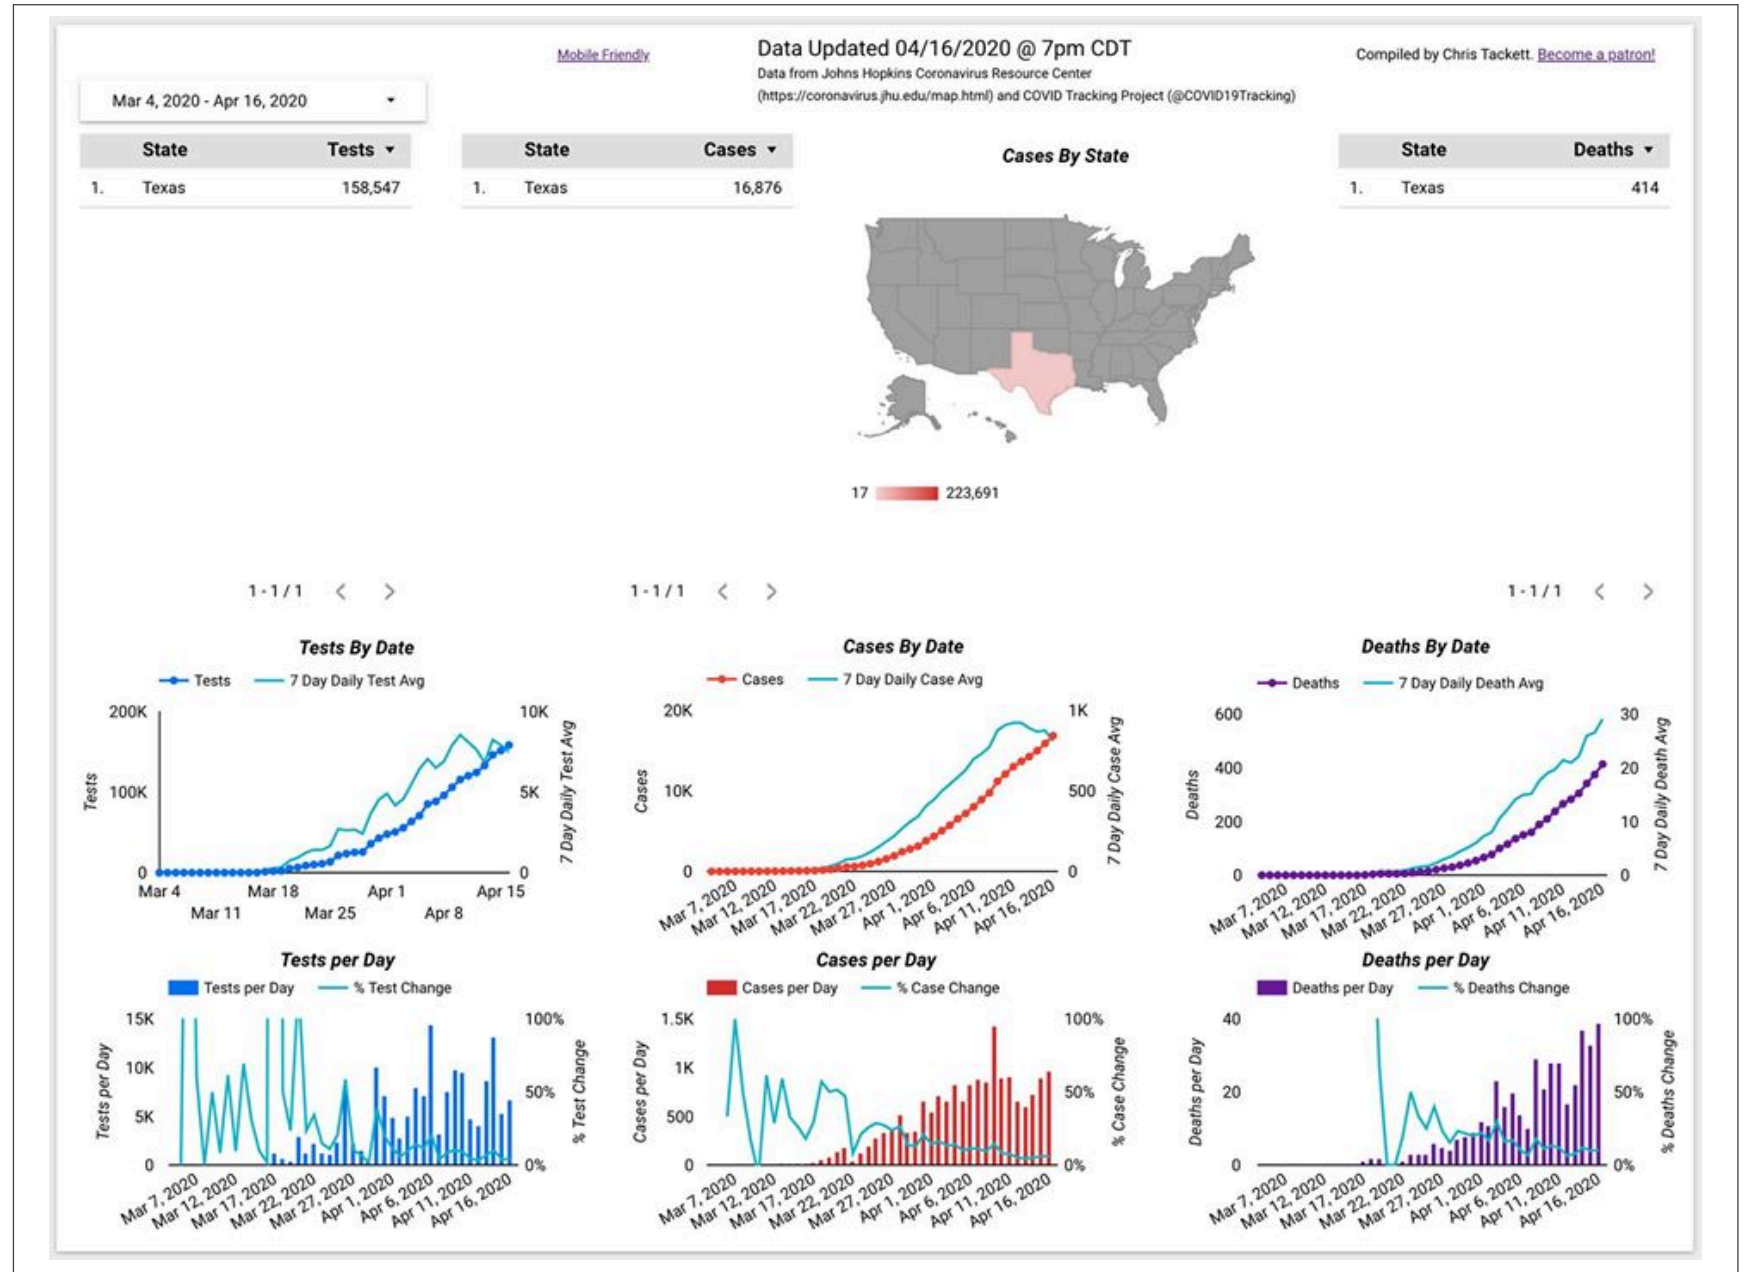 Mobile Friendly
Data Updated 04/16/2020 @ 7pm CDT
Data from Johns Hopkins Coronavirus Resource Center
(https://coronavirus.jhu.edu/map.html) and COVID Tracking Project (@COVID19Tracking)
Compiled by Chris Tackett. Become a patron!
Mar 4, 2020 - Apr 16, 2020
State Tests
1. Texas 158,547
State Cases
1. Texas 16,876
Cases By State
17 223,691
State Deaths
1. Texas 414
1 - 1 / 1
1 - 1 / 1
1 - 1 / 1
Tests By Date
Tests 7 Day Daily Test Avg
200K 10K
100K 5K
0 0
Tests
7 Day Daily Test Avg
Mar 4 Mar 18 Apr 1 Apr 15
Mar 11 Mar 25 Apr 8
Cases By Date
Cases 7 Day Daily Case Avg
20K 1K
10K 500
0 0
Cases
7 Day Daily Case Avg
Mar 7, 2020 Mar 12, 2020 Mar 17, 2020 Mar 22, 2020 Mar 27, 2020 Apr 1, 2020 Apr 6, 2020 Apr 11, 2020 Apr 16, 2020
Deaths By Date
Deaths 7 Day Daily Death Avg
600 30
400 20
200 10
0 0
Deaths
7 Day Daily Death Avg
Mar 7, 2020 Mar 12, 2020 Mar 17, 2020 Mar 22, 2020 Mar 27, 2020 Apr 1, 2020 Apr 6, 2020 Apr 11, 2020 Apr 16, 2020
Tests per Day
Tests per Day % Test Change
15K 100%
10K
50%
5K
0 0%
Tests per Day
% Test Change
Mar 7, 2020 Mar 12, 2020 Mar 17, 2020 Mar 22, 2020 Mar 27, 2020 Apr 1, 2020 Apr 6, 2020 Apr 11, 2020 Apr 16, 2020
Cases per Day
Cases per Day % Case Change
1.5K 100%
1K
50%
500
0 0%
Cases per Day
% Case Change
Mar 7, 2020 Mar 12, 2020 Mar 17, 2020 Mar 22, 2020 Mar 27, 2020 Apr 1, 2020 Apr 6, 2020 Apr 11, 2020 Apr 16, 2020
Deaths per Day
Deaths per Day % Deaths Change
40 100%
20 50%
0 0%
Deaths per Day
% Deaths Change
Mar 7, 2020 Mar 12, 2020 Mar 17, 2020 Mar 22, 2020 Mar 27, 2020 Apr 1, 2020 Apr 6, 2020 Apr 11, 2020 Apr 16, 2020